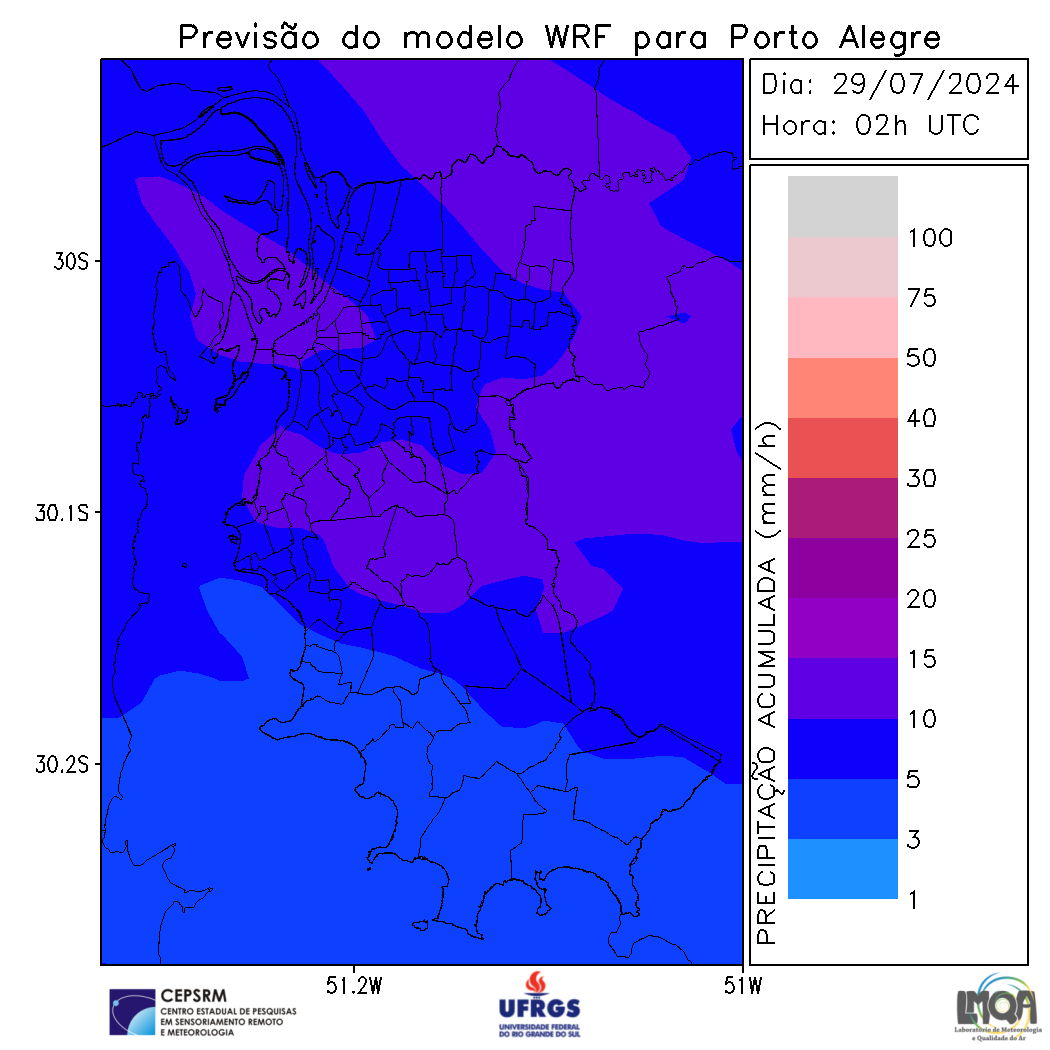 Previsão do modelo WRF para Porto Alegre
Dia: 29/07/2024
Hora: 02h UTC
30S
30.1S
30.2S
51.2W
51W
PRECIPITAÇÃO ACUMULADA (mm/h)
100
75
50
40
30
25
20
15
10
5
3
1
CEPSRM
CENTRO ESTADUAL DE PESQUISAS
EM SENSORIAMENTO REMOTO
E METEOROLOGIA
UFRGS
UNIVERSIDADE FEDERAL
DO RIO GRANDE DO SUL
LMQA
Laboratório de Meteorologia
e Qualidade do Ar